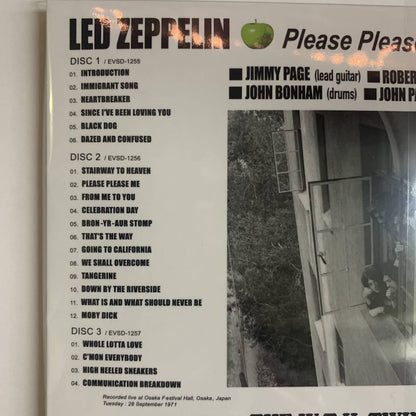 LED ZEPPELIN Please Pleas
DISC 1 / EVSD-1255
01. INTRODUCTION
02. IMMIGRANT SONG
03. HEARTBREAKER
04. SINCE I'VE BEEN LOVING YOU
05. BLACK DOG
06. DAZED AND CONFUSED
DISC 2 / EVSD-1256
01. STAIRWAY TO HEAVEN
02. PLEASE PLEASE ME
03. FROM ME TO YOU
04. CELEBRATION DAY
05. BROH-YR-AUR STOMP
06. THAT'S THE WAY
07. GOING TO CALIFORNIA
08. WE SHALL OVERCOME
09. TANGERINE
10. DOWN BY THE RIVERSIDE
11. WHAT IS AND WHAT SHOULD NEVER BE
12. MOBY DICK
DISC 3 / EVSD-1257
01. WHOLE LOTTA LOVE
02. C'MON EVERYBODY
03. HIGH HEELED SNEAKERS
04. COMMUNICATION BREAKDOWN
Recorded live at Osaka Festival Hall, Osaka, Japan
Tuesday : 28 September 1971
JIMMY PAGE (lead guitar) ROBER
JOHN BONHAM (drums) JOHN P